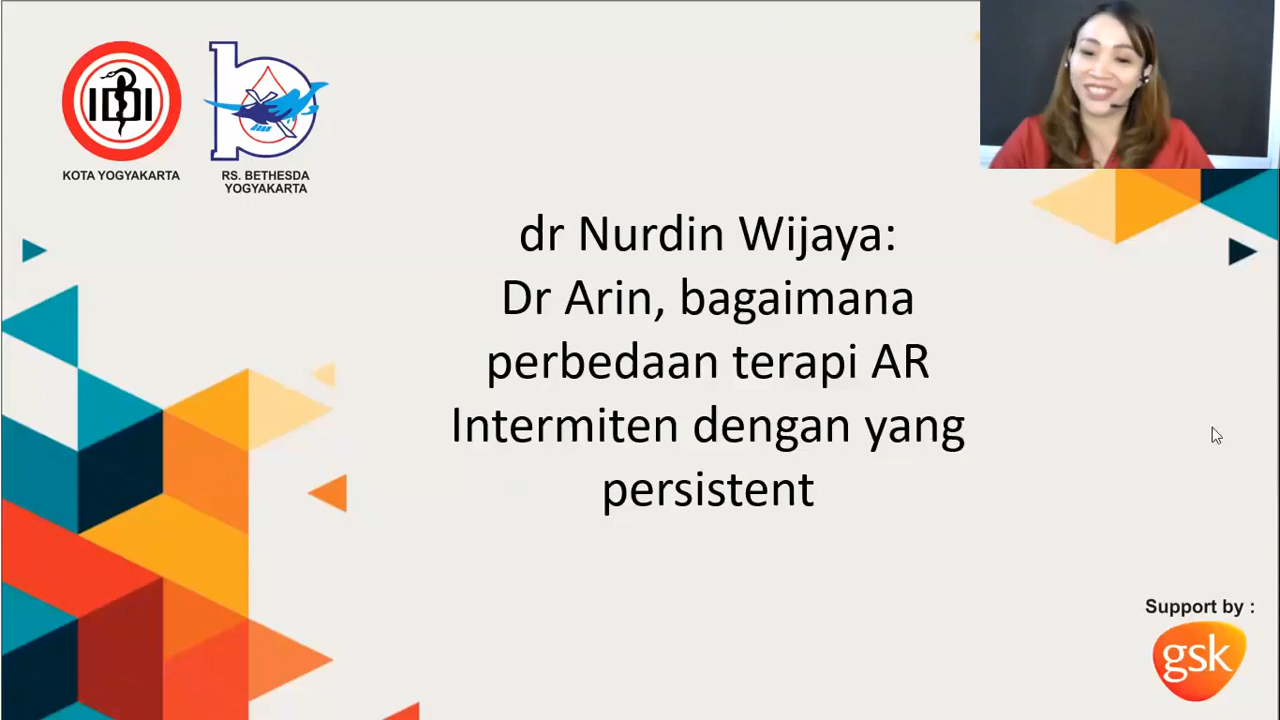 IDI
KOTA YOGYAKARTA
b
RS. BETHESDA
YOGYAKARTA
dr Nurdin Wijaya:
Dr Arin, bagaimana
perbedaan terapi AR
Intermiten dengan yang
persistent
Support by :
gsk